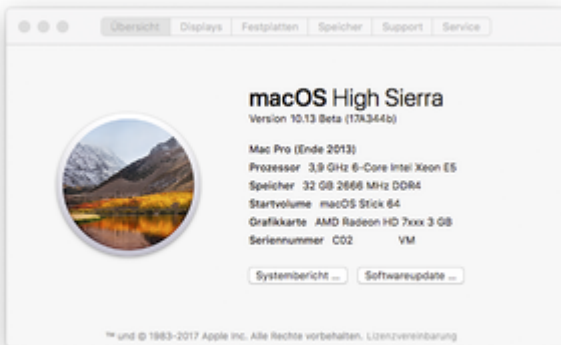 Übersicht Displays Festplatten Speicher Support Service
macOS High Sierra
Version 10.13 Beta (17A344b)
Mac Pro (Ende 2013)
Prozessor 3,9 GHz 6-Core Intel Xeon E5
Speicher 32 GB 2666 MHz DDR4
Startvolume macOS Stick 64
Grafikkarte AMD Radeon HD 7xxx 3 GB
Seriennummer C02 VM
Systembericht ... Softwareupdate ...
™ und © 1983-2017 Apple Inc. Alle Rechte vorbehalten. Lizenzvereinbarung